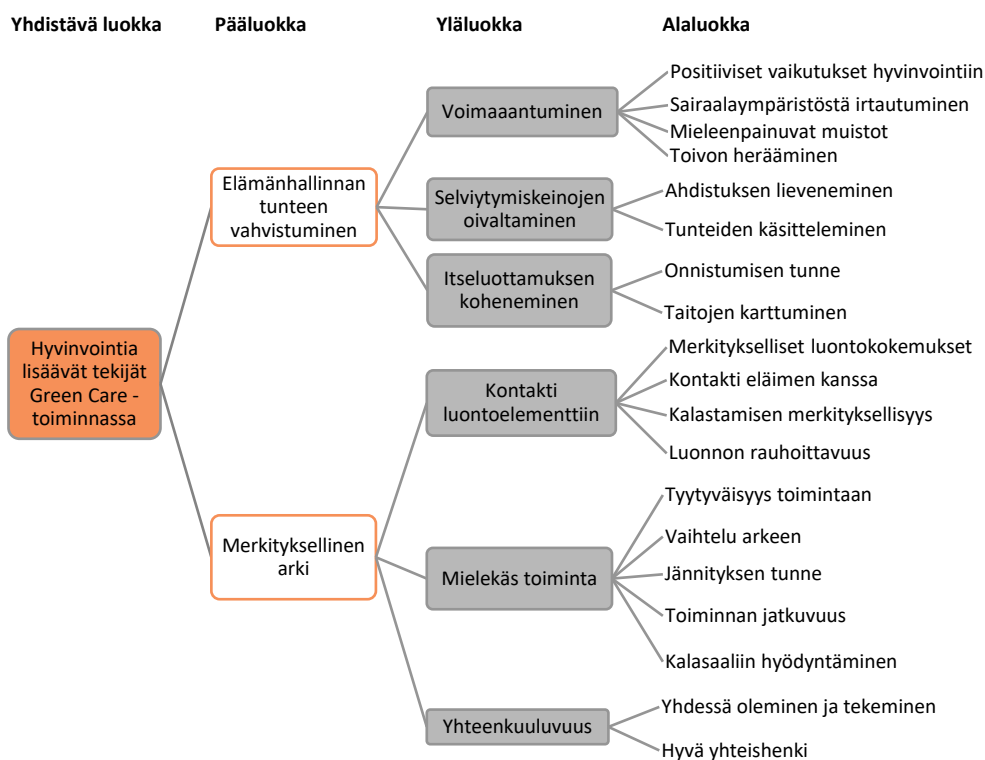 Yhdistävä luokka
Pääluokka
Yläluokka
Alaluokka
Hyvinvointia
lisäävät tekijät
Green Care -
toiminnassa
Elämänhallinnan
tunteen
vahvistuminen
Voimaaantuminen
Positiiviset vaikutukset hyvinvointiin
Sairaalaympäristöstä irtautuminen
Mieleenpainuvat muistot
Toivon herääminen
Selviytymiskeinojen
oivaltaminen
Ahdistuksen lieveneminen
Tunteiden käsitteleminen
Itseluottamuksen
koheneminen
Onnistumisen tunne
Taitojen karttuminen
Merkityksellinen
arki
Kontakti
luontoelementtiin
Merkitykselliset luontokokemukset
Kontakti eläimen kanssa
Kalastamisen merkityksellisyys
Luonnon rauhoittavuus
Mielekäs toiminta
Tyytyväisyys toimintaan
Vaihtelu arkeen
Jännityksen tunne
Toiminnan jatkuvuus
Kalasaaliin hyödyntäminen
Yhteenkuuluvuus
Yhdessä oleminen ja tekeminen
Hyvä yhteishenki